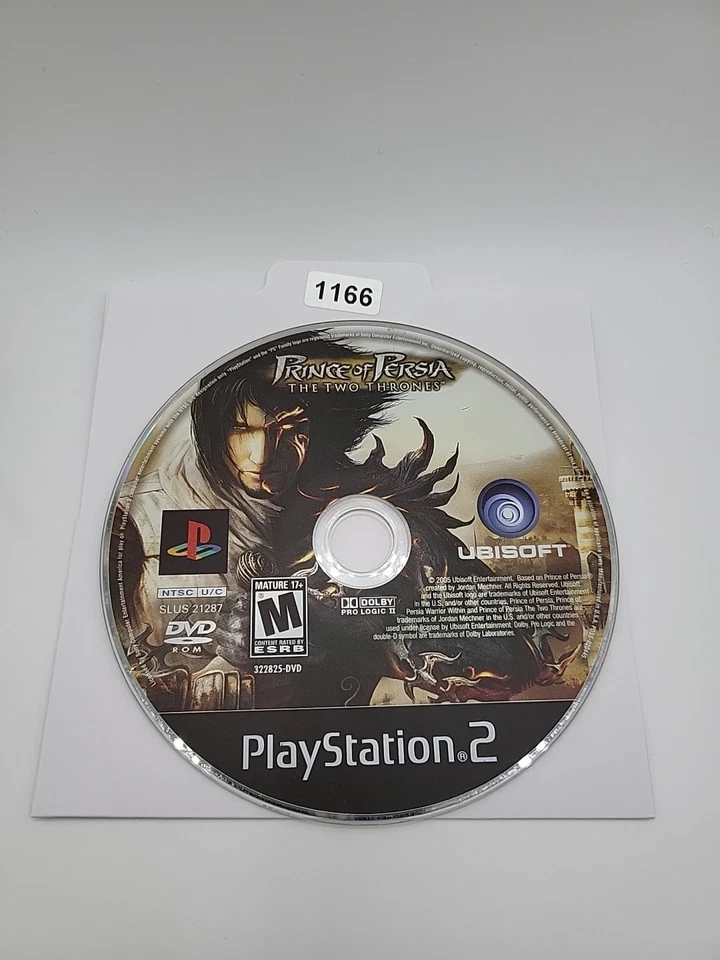 1166
PRINCE OF PERSIA
THE TWO THRONES™
UBISOFT
NTSC U/C
SLUS 21287
DVD
ROM
MATURE 17+
M
CONTENT RATED BY
ESRB
322825-DVD
DOLBY
PRO LOGIC II
© 2005 Ubisoft Entertainment. Based on Prince of Persia
created by Jordan Mechner. All Rights Reserved. Ubisoft,
and the Ubisoft logo are trademarks of Ubisoft Entertainment
in the U.S. and/or other countries. Prince of Persia, Prince of
Persia Warrior Within and Prince of Persia The Two Thrones are
trademarks of Jordan Mechner in the U.S. and/or other countries
used under license by Ubisoft Entertainment. Dolby, Pro Logic and the
double-D symbol are trademarks of Dolby Laboratories.
PlayStation®2